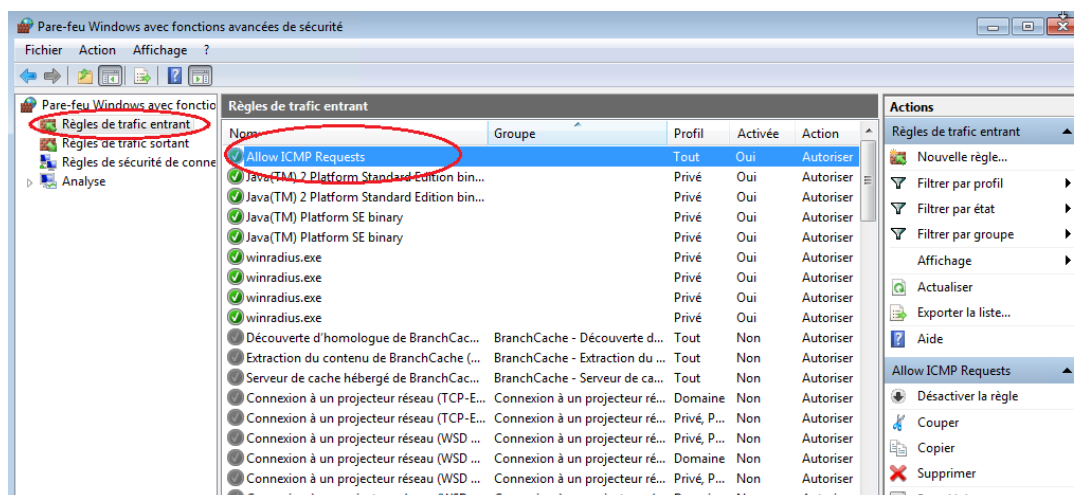 Pare-feu Windows avec fonctions avancées de sécurité
Fichier Action Affichage ?
Pare-feu Windows avec fonctio
Règles de trafic entrant
Règles de trafic sortant
Règles de sécurité de conne
Analyse
Règles de trafic entrant
Nom Groupe Profil Activée Action
Allow ICMP Requests Tout Oui Autoriser
Java(TM) 2 Platform Standard Edition bin... Privé Oui Autoriser
Java(TM) 2 Platform Standard Edition bin... Privé Oui Autoriser
Java(TM) Platform SE binary Privé Oui Autoriser
Java(TM) Platform SE binary Privé Oui Autoriser
winradius.exe Privé Oui Autoriser
winradius.exe Privé Oui Autoriser
winradius.exe Privé Oui Autoriser
winradius.exe Privé Oui Autoriser
Découverte d'homologue de BranchCac... BranchCache - Découverte d... Tout Non Autoriser
Extraction du contenu de BranchCache (... BranchCache - Extraction du ... Tout Non Autoriser
Serveur de cache hébergé de BranchCac... BranchCache - Serveur de ca... Tout Non Autoriser
Connexion à un projecteur réseau (TCP-E... Connexion à un projecteur ré... Domaine Non Autoriser
Connexion à un projecteur réseau (TCP-E... Connexion à un projecteur ré... Privé, P... Non Autoriser
Connexion à un projecteur réseau (WSD ... Connexion à un projecteur ré... Privé, P... Non Autoriser
Connexion à un projecteur réseau (WSD ... Connexion à un projecteur ré... Domaine Non Autoriser
Connexion à un projecteur réseau (WSD ... Connexion à un projecteur ré... Privé, P... Non Autoriser
Actions
Règles de trafic entrant
Nouvelle règle...
Filtrer par profil
Filtrer par état
Filtrer par groupe
Affichage
Actualiser
Exporter la liste...
Aide
Allow ICMP Requests
Désactiver la règle
Couper
Copier
Supprimer